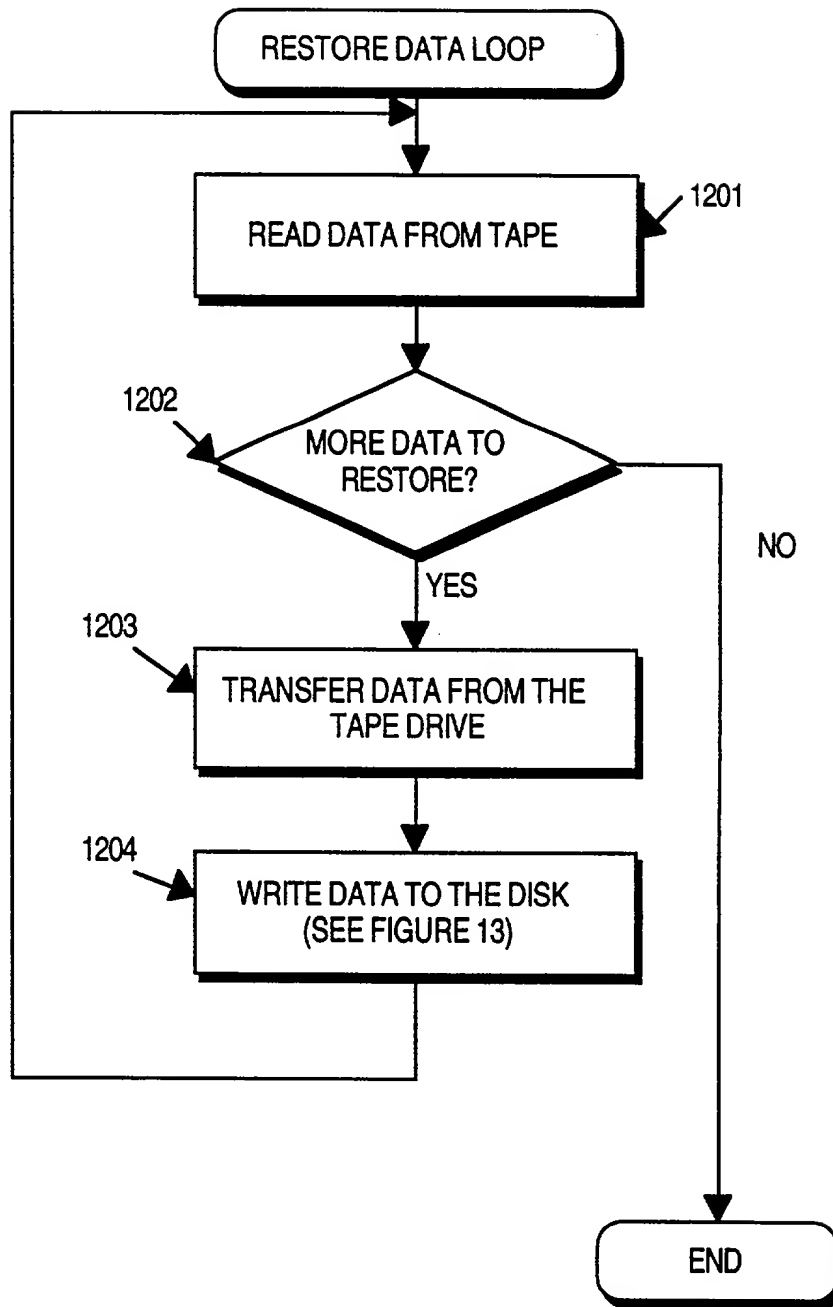 RESTORE DATA LOOP
1201
READ DATA FROM TAPE
1202
MORE DATA TO
RESTORE?
NO
YES
1203
TRANSFER DATA FROM THE
TAPE DRIVE
1204
WRITE DATA TO THE DISK
(SEE FIGURE 13)
END